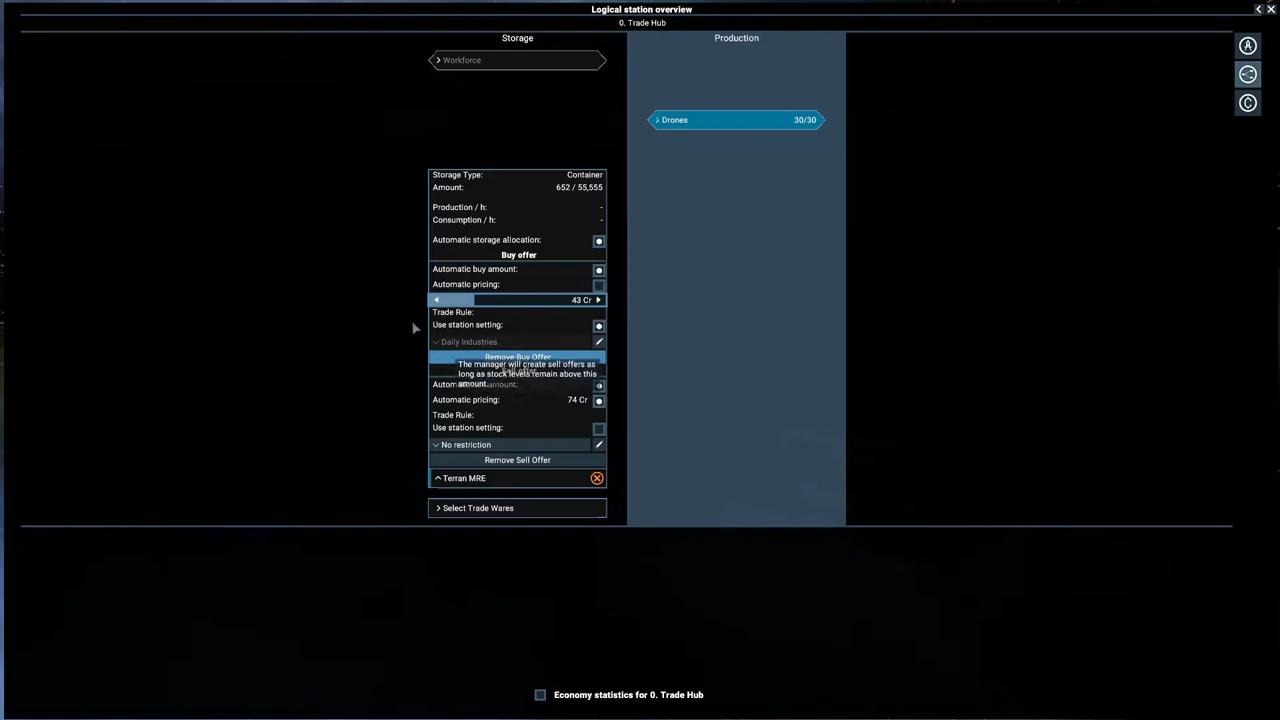 Logical station overview
0. Trade Hub
Storage
Production
Workforce
Drones 30/30
Storage Type: Container
Amount: 652 / 55,555
Production / h: -
Consumption / h: -
Automatic storage allocation:
Buy offer
Automatic buy amount:
Automatic pricing:
43 Cr
Trade Rule:
Use station setting:
Daily Industries
Remove Buy Offer
The manager will create sell offers as
long as stock levels remain above this
amount.
amount:
Automatic pricing: 74 Cr
Trade Rule:
Use station setting:
No restriction
Remove Sell Offer
Terran MRE
Select Trade Wares
Economy statistics for 0. Trade Hub